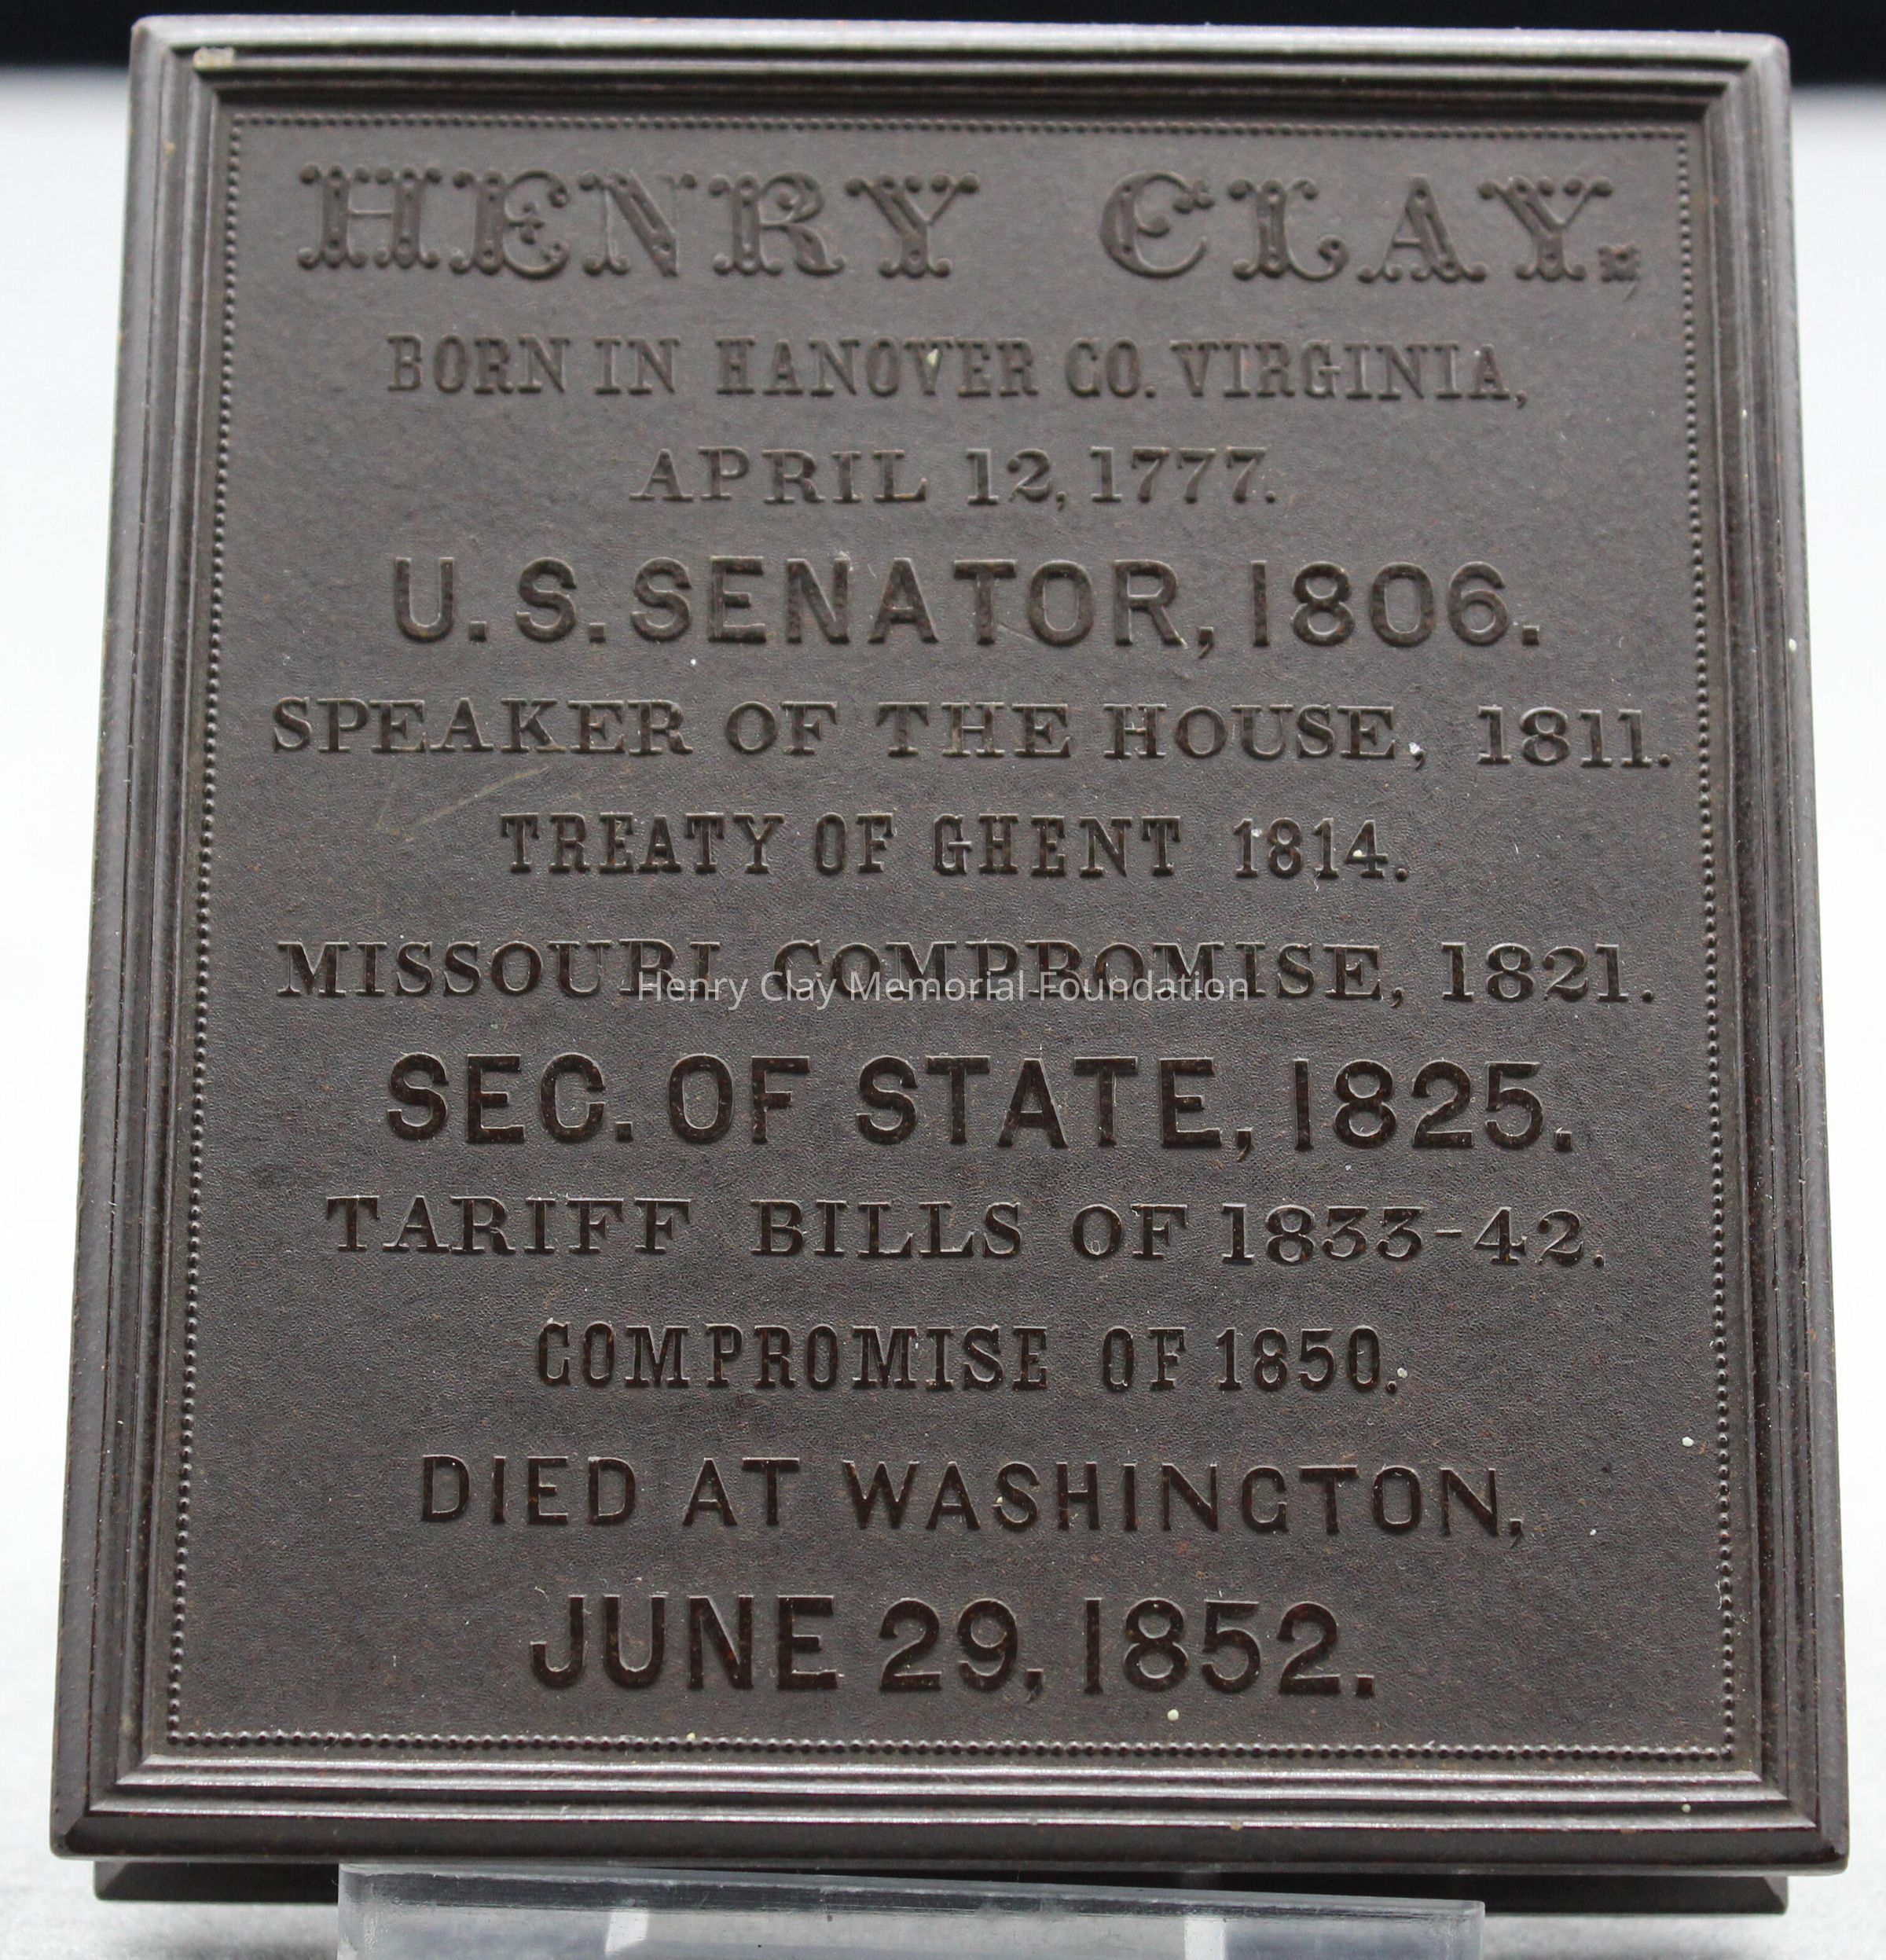 HENRY CLAY,
BORN IN HANOVER CO. VIRGINIA,
APRIL 12, 1777.
U.S. SENATOR, 1806.
SPEAKER OF THE HOUSE, 1811.
TREATY OF GHENT 1814.
MISSOURI COMPROMISE, 1821.
Henry Clay Memorial Foundation
SEC. OF STATE, 1825.
TARIFF BILLS OF 1833-42.
COMPROMISE OF 1850.
DIED AT WASHINGTON,
JUNE 29, 1852.